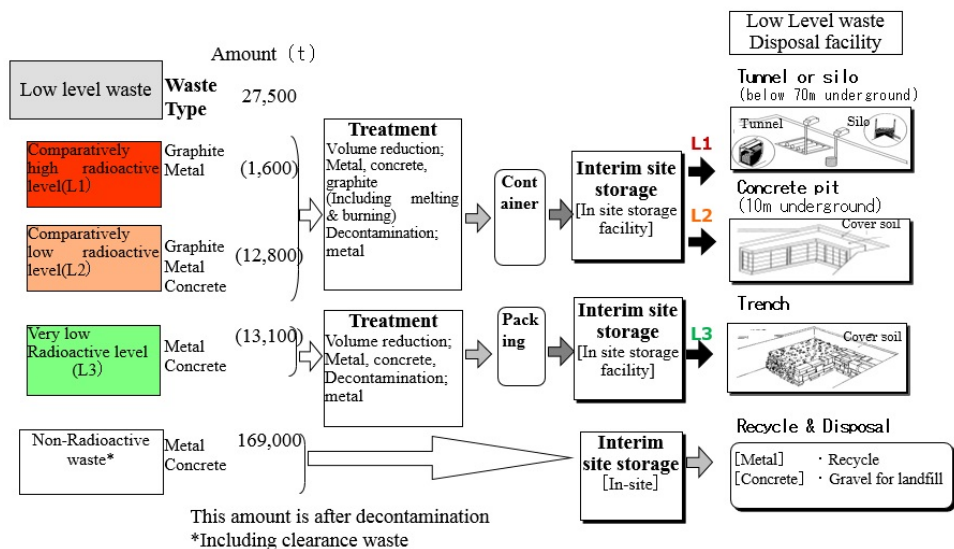 Low Level waste
Disposal facility
Amount (t)
Low level waste
Waste
Type
27,500
Tunnel or silo
(below 70m underground)
Tunnel
Silo
Comparatively
high radioactive
level(L1)
Graphite
Metal
(1,600)
Treatment
Volume reduction;
Metal, concrete,
graphite
(Including melting
& burning)
Decontamination;
metal
Cont
ainer
Interim site
storage
[In site storage
facility]
L1
L2
Concrete pit
(10m underground)
Cover soil
Comparatively
low radioactive
level(L2)
Graphite
Metal
Concrete
(12,800)
Very low
Radioactive level
(L3)
Metal
Concrete
(13,100)
Treatment
Volume reduction;
Metal, concrete,
Decontamination;
metal
Pack
ing
Interim site
storage
[In site storage
facility]
L3
Trench
Cover soil
Non-Radioactive
waste*
Metal
Concrete
169,000
Interim
site storage
[In-site]
Recycle & Disposal
[Metal] ・Recycle
[Concrete] ・Gravel for landfill
This amount is after decontamination
*Including clearance waste